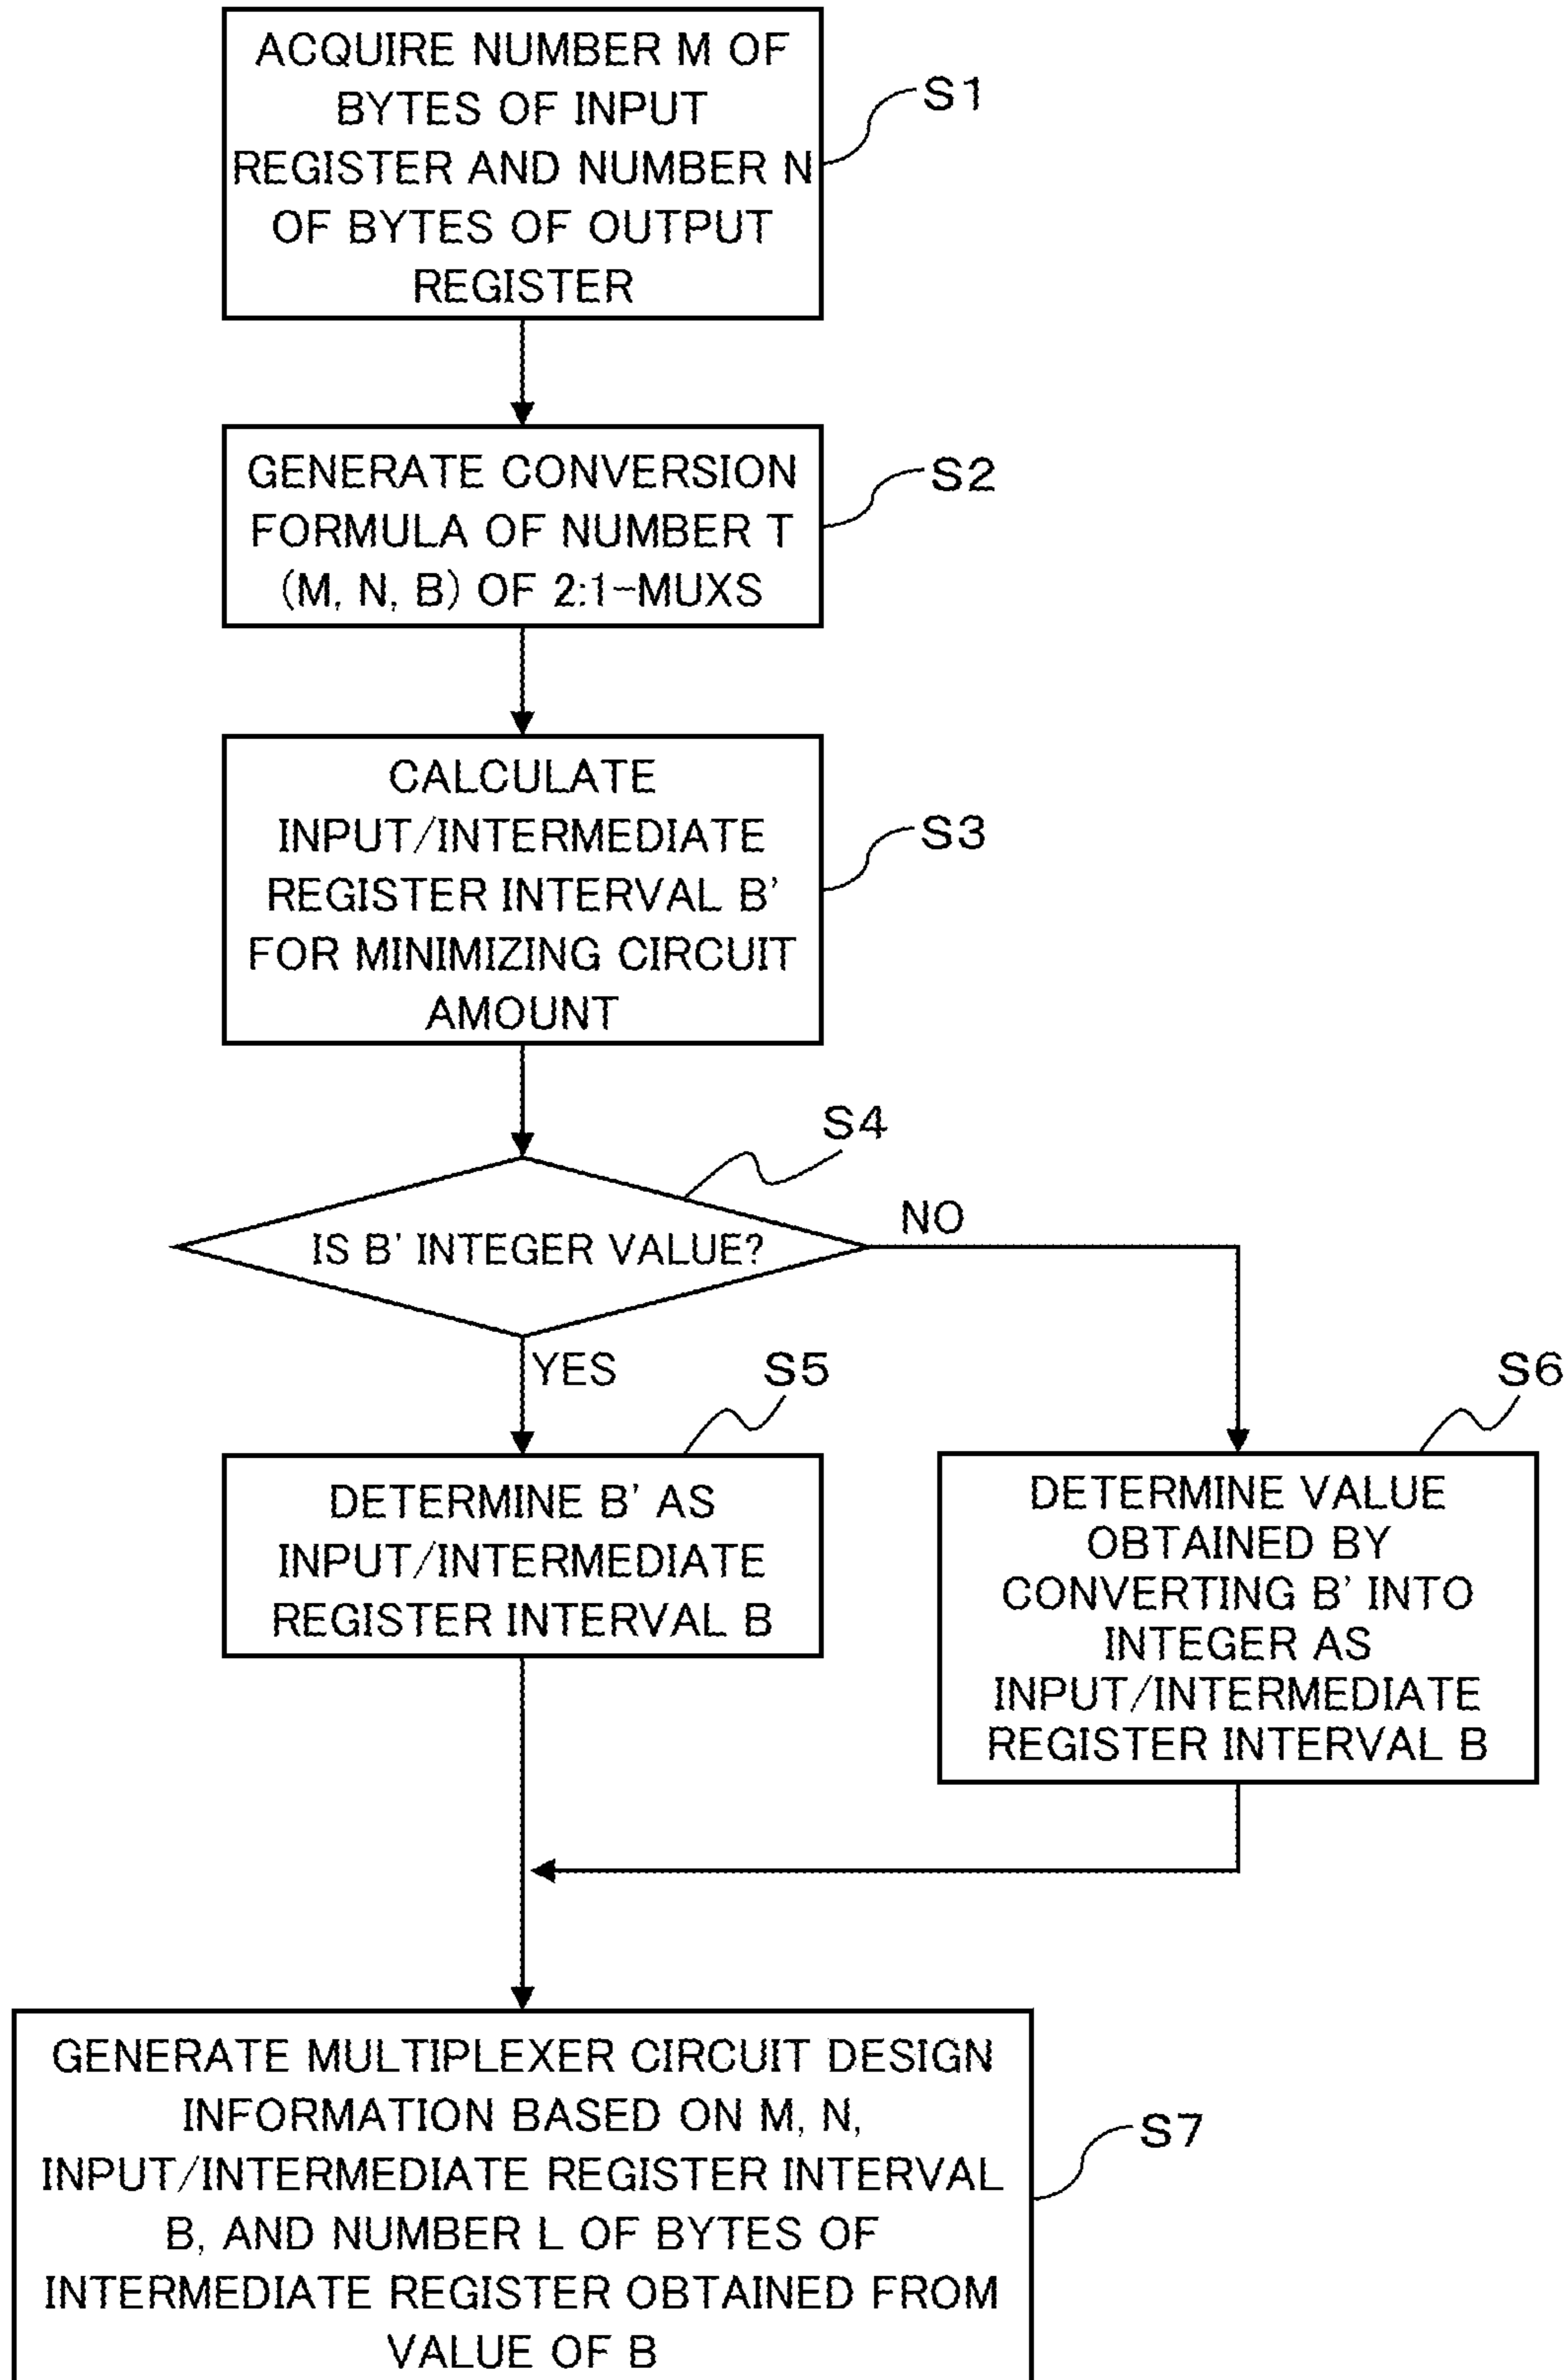 ACQUIRE NUMBER M OF
BYTES OF INPUT
REGISTER AND NUMBER N
OF BYTES OF OUTPUT
REGISTER
S1
GENERATE CONVERSION
FORMULA OF NUMBER T
(M, N, B) OF 2:1-MUXS
S2
CALCULATE
INPUT/INTERMEDIATE
REGISTER INTERVAL B'
FOR MINIMIZING CIRCUIT
AMOUNT
S3
S4
IS B' INTEGER VALUE?
NO
YES
S5
DETERMINE B' AS
INPUT/INTERMEDIATE
REGISTER INTERVAL B
S6
DETERMINE VALUE
OBTAINED BY
CONVERTING B' INTO
INTEGER AS
INPUT/INTERMEDIATE
REGISTER INTERVAL B
GENERATE MULTIPLEXER CIRCUIT DESIGN
INFORMATION BASED ON M, N,
INPUT/INTERMEDIATE REGISTER INTERVAL
B, AND NUMBER L OF BYTES OF
INTERMEDIATE REGISTER OBTAINED FROM
VALUE OF B
S7